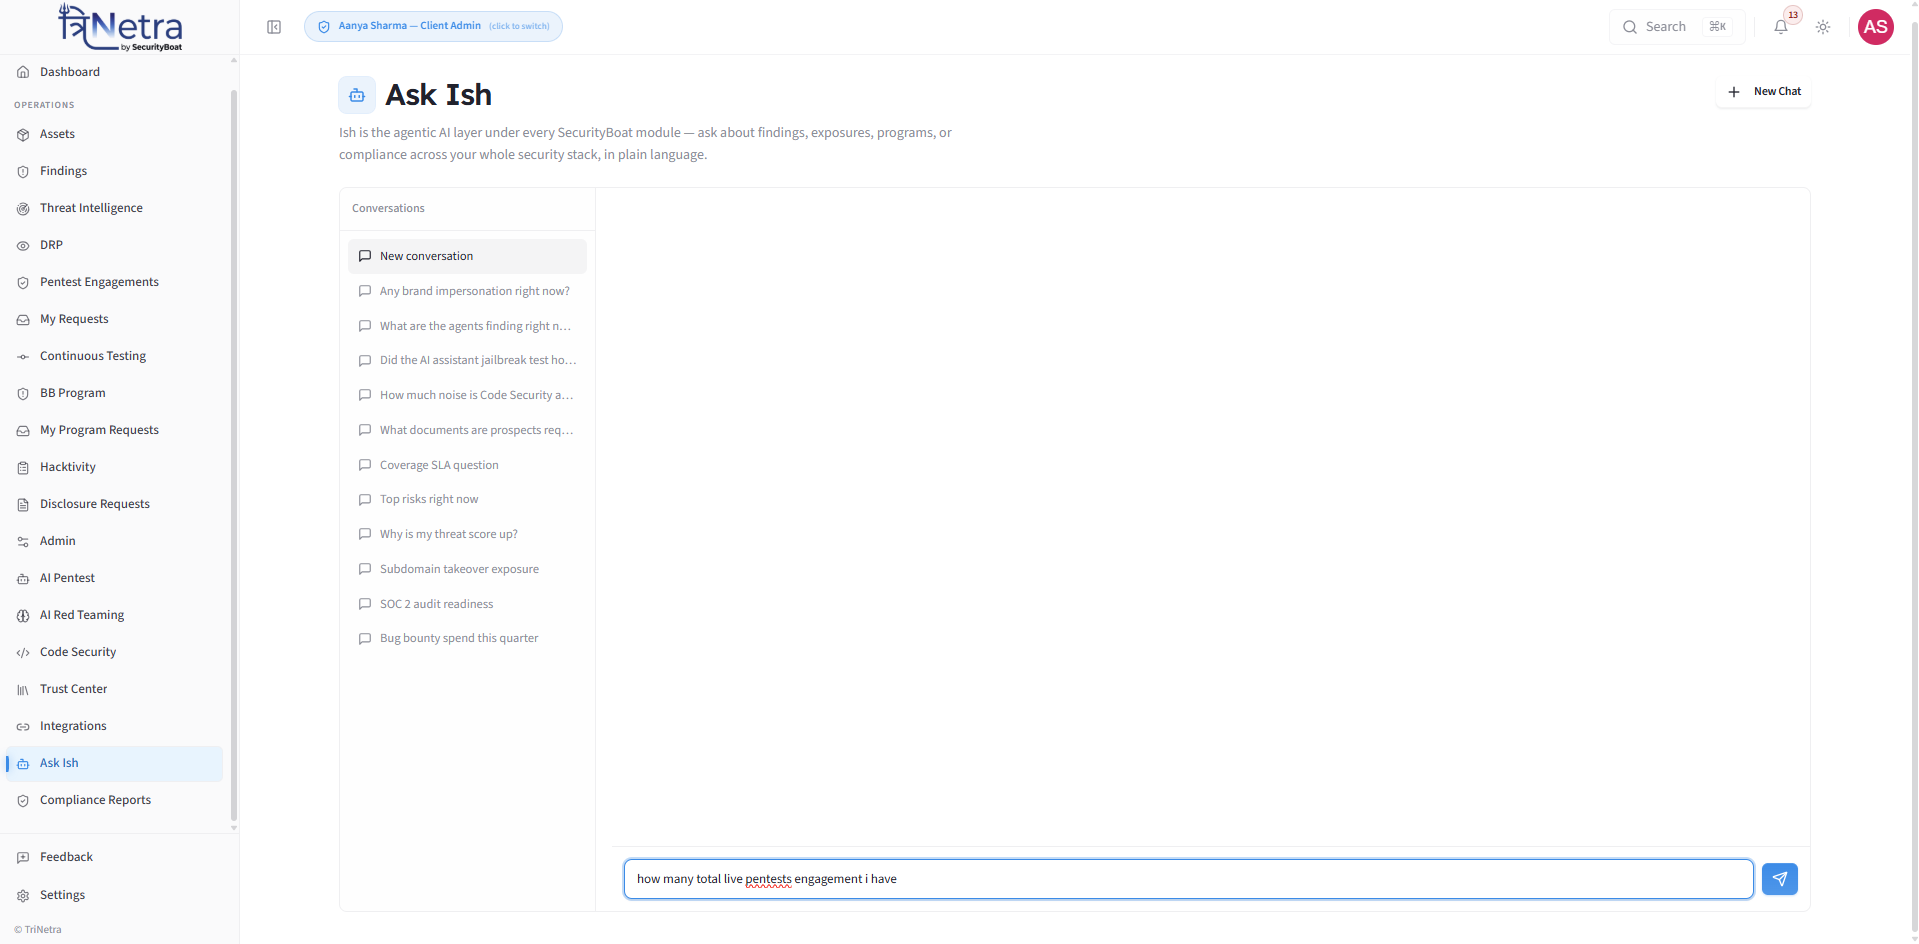 त्रिNetra
by SecurityBoat
Aanya Sharma — Client Admin (click to switch)
Search ⌘K
13
AS
Dashboard
OPERATIONS
Assets
Findings
Threat Intelligence
DRP
Pentest Engagements
My Requests
Continuous Testing
BB Program
My Program Requests
Hacktivity
Disclosure Requests
Admin
AI Pentest
AI Red Teaming
Code Security
Trust Center
Integrations
Ask Ish
Compliance Reports
Feedback
Settings
© TriNetra
Ask Ish
New Chat
Ish is the agentic AI layer under every SecurityBoat module — ask about findings, exposures, programs, or
compliance across your whole security stack, in plain language.
Conversations
New conversation
Any brand impersonation right now?
What are the agents finding right n…
Did the AI assistant jailbreak test ho…
How much noise is Code Security a…
What documents are prospects req…
Coverage SLA question
Top risks right now
Why is my threat score up?
Subdomain takeover exposure
SOC 2 audit readiness
Bug bounty spend this quarter
how many total live pentests engagement i have